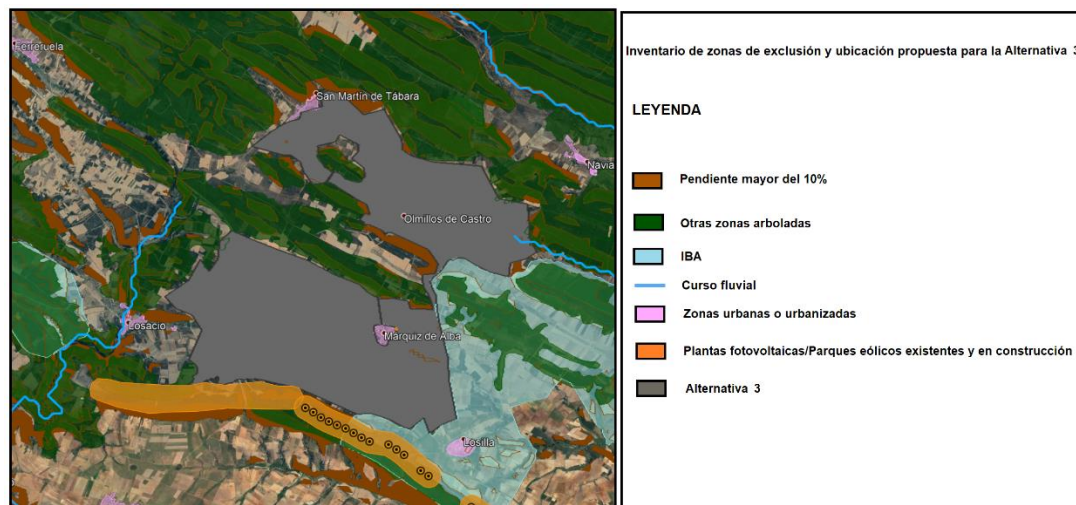 Ferreruela
San Martín de Tábara
Navia
Olmillos de Castro
Losacio
Marquiz de Alba
Losilla
Inventario de zonas de exclusión y ubicación propuesta para la Alternativa 3
LEYENDA
Pendiente mayor del 10%
Otras zonas arboladas
IBA
Curso fluvial
Zonas urbanas o urbanizadas
Plantas fotovoltaicas/Parques eólicos existentes y en construcción
Alternativa 3